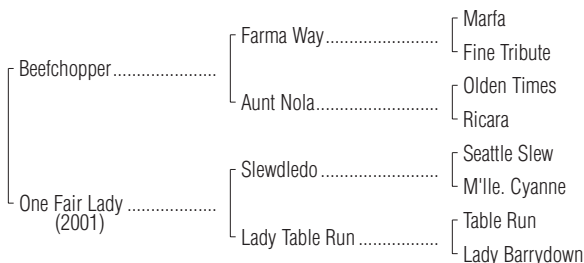 Marfa
Farma Way..............................
Fine Tribute
Beefchopper......................
Olden Times
Aunt Nola................................
Ricara
Seattle Slew
Slewdledo................................
M'lle. Cyanne
One Fair Lady ...................
(2001)
Table Run
Lady Table Run .....................
Lady Barrydown